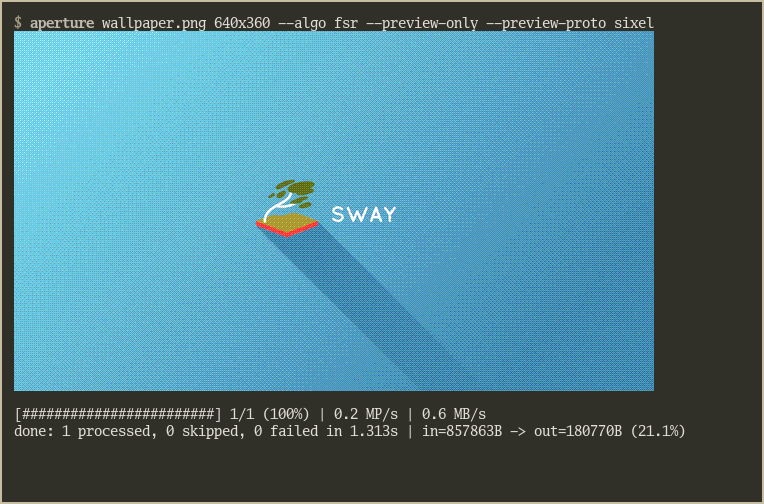 $ aperture wallpaper.png 640x360 --algo fsr --preview-only --preview-proto sixel
SWAY
[########################] 1/1 (100%) | 0.2 MP/s | 0.6 MB/s
done: 1 processed, 0 skipped, 0 failed in 1.313s | in=857863B -> out=180770B (21.1%)